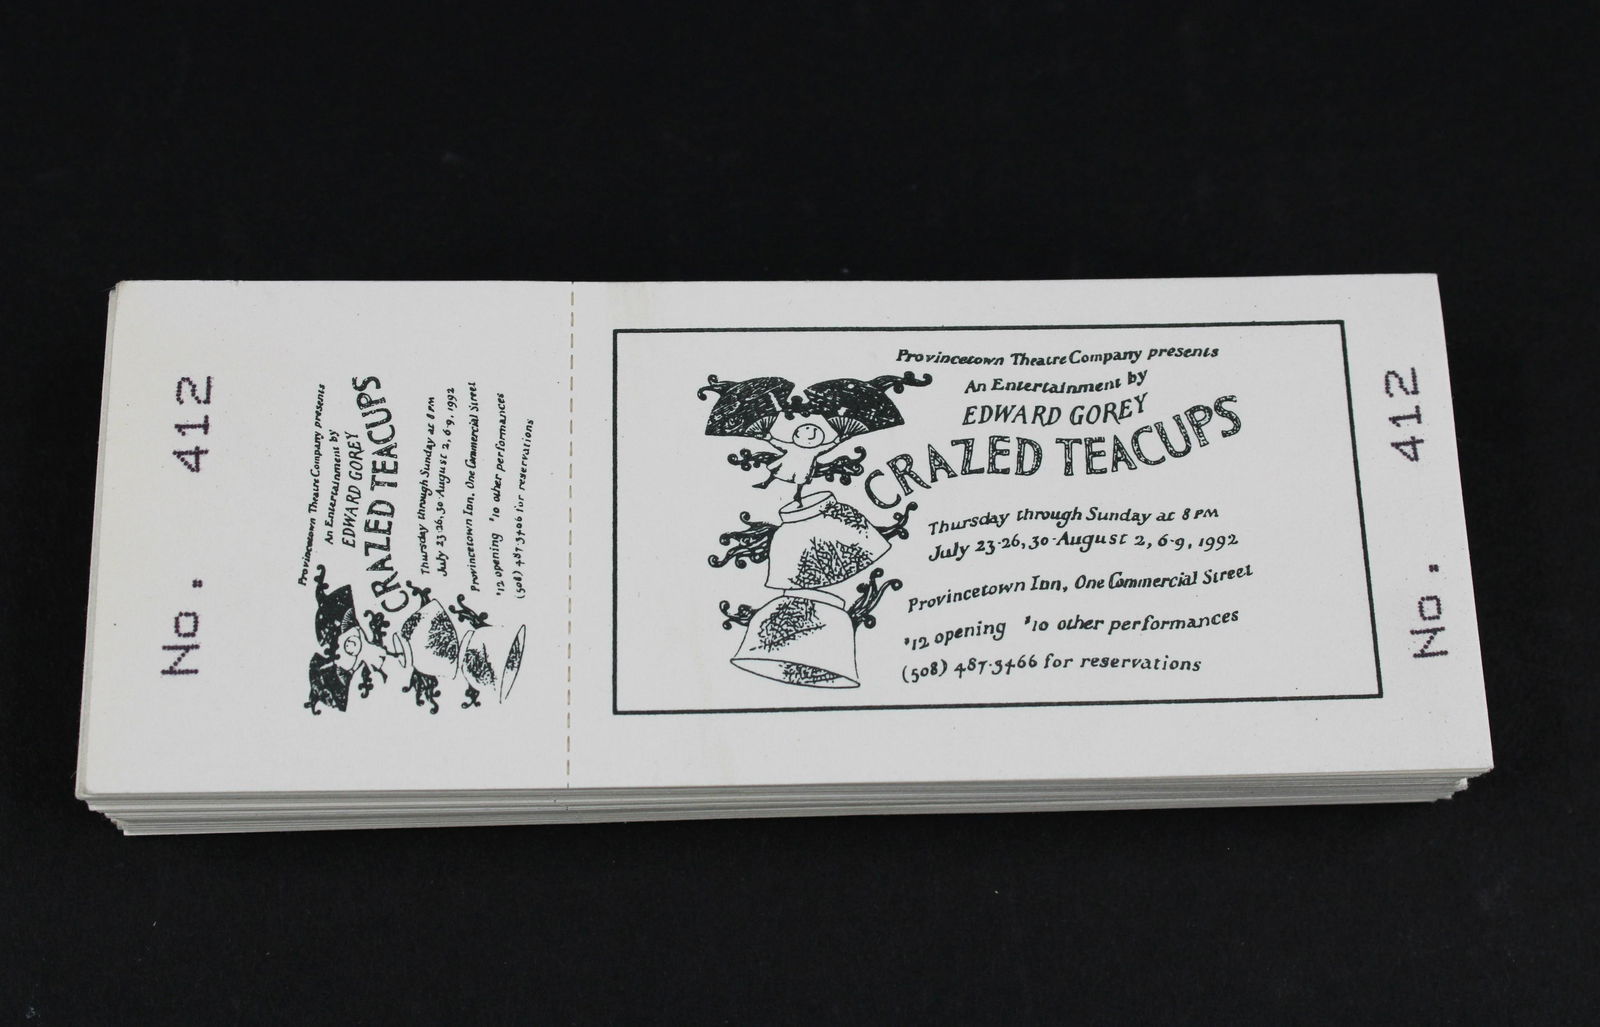 No. 412
Provincetown Theatre Company presents
An Entertainment by
EDWARD GOREY
CRAZED TEACUPS
Thursday through Sunday at 8 PM
July 23-26, 30-August 2, 6-9, 1992
Provincetown Inn, One Commercial Street
$12 opening $10 other performances
(508) 487-3466 for reservations
Provincetown Theatre Company presents
An Entertainment by
EDWARD GOREY
CRAZED TEACUPS
Thursday through Sunday at 8 PM
July 23-26, 30-August 2, 6-9, 1992
Provincetown Inn, One Commercial Street
$12 opening $10 other performances
(508) 487-3466 for reservations
No. 412